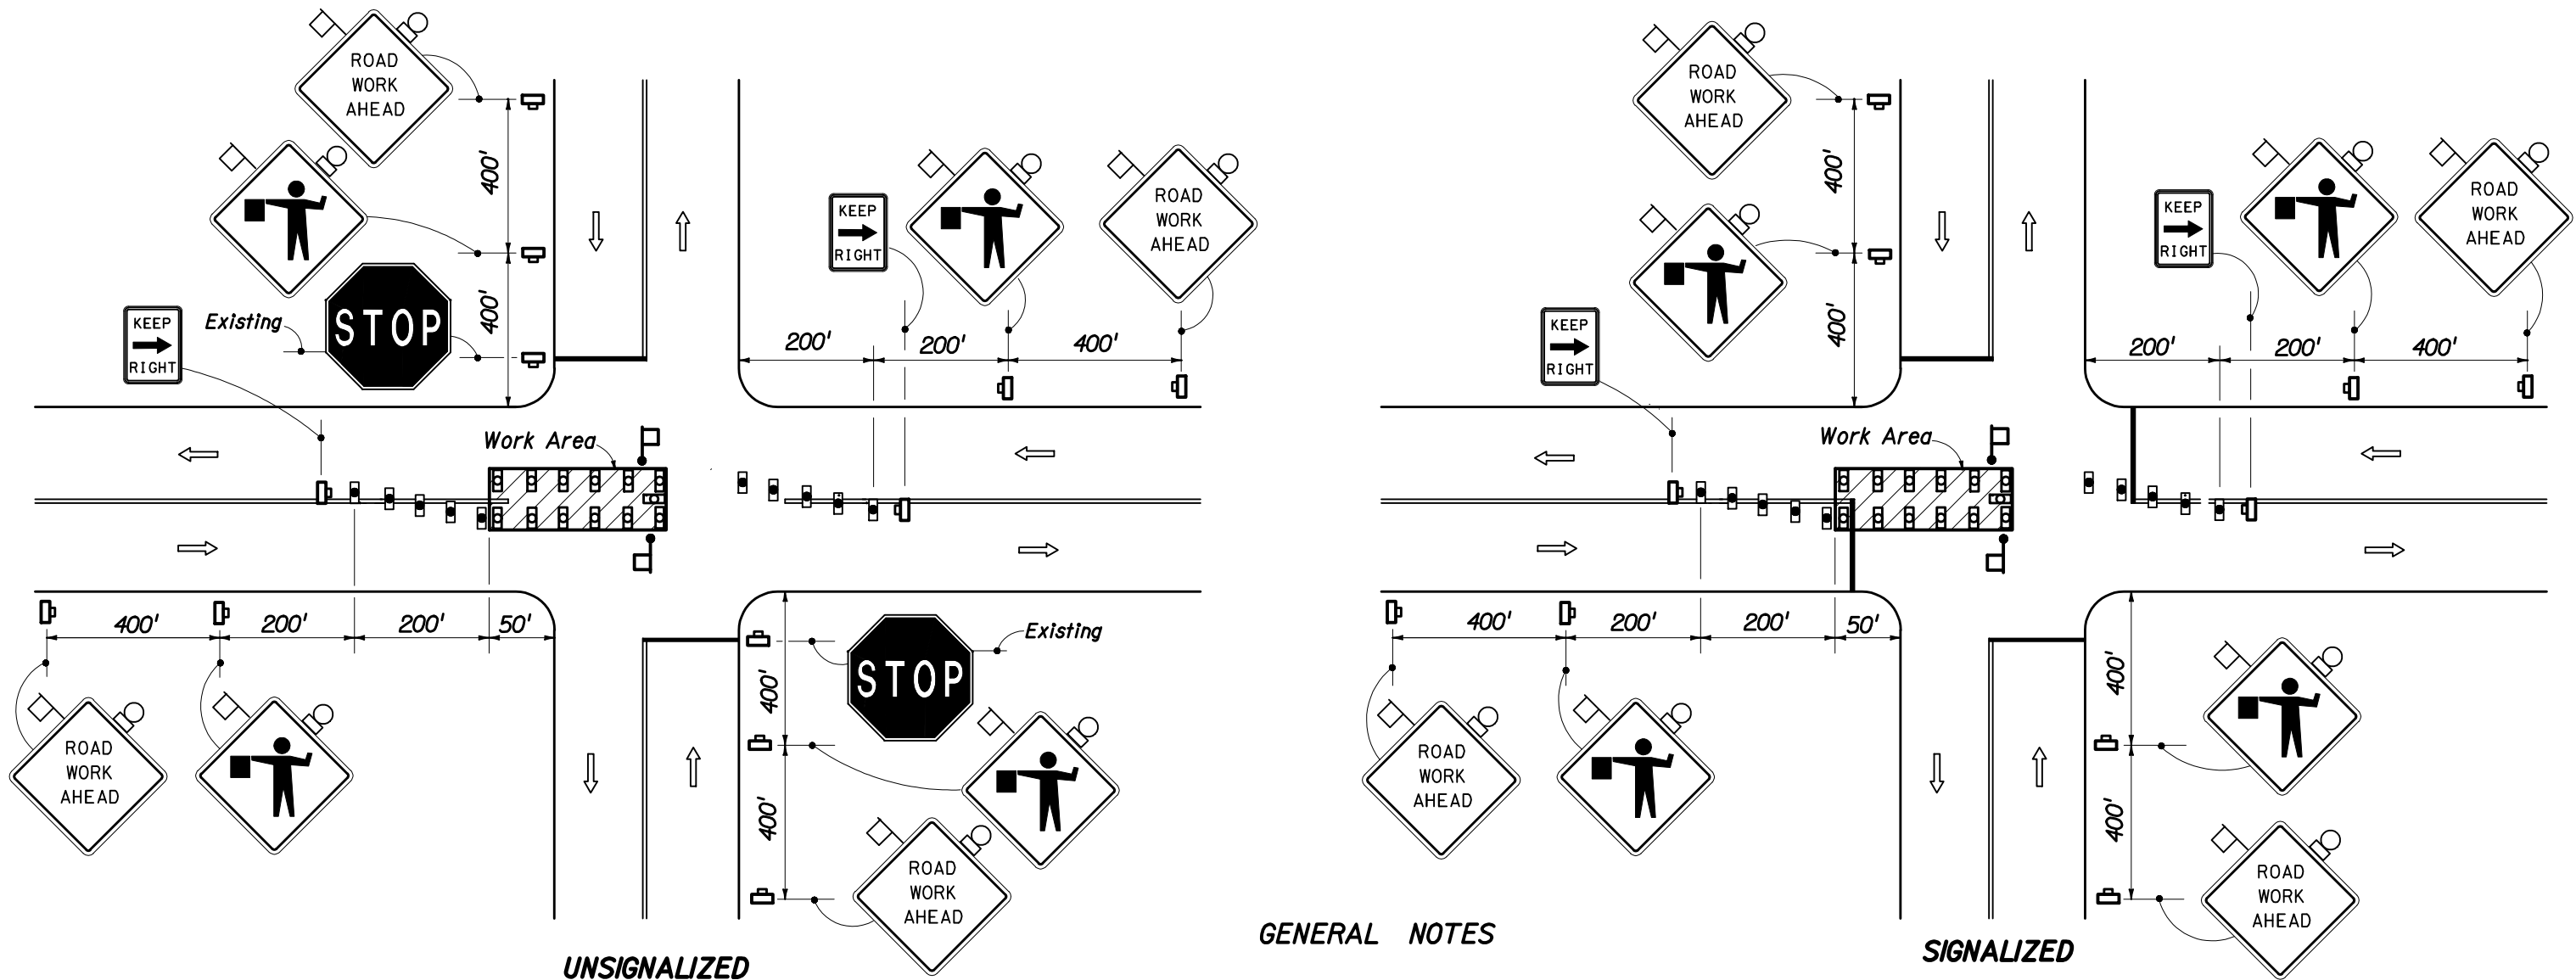 ROAD
WORK
AHEAD
400'
400'
STOP
Existing
KEEP
RIGHT
KEEP
RIGHT
ROAD
WORK
AHEAD
200'
200'
400'
Work Area
400'
200'
200'
50'
ROAD
WORK
AHEAD
STOP
Existing
400'
400'
ROAD
WORK
AHEAD
UNSIGNALIZED
GENERAL NOTES
ROAD
WORK
AHEAD
400'
400'
KEEP
RIGHT
KEEP
RIGHT
ROAD
WORK
AHEAD
200'
200'
400'
Work Area
400'
200'
200'
50'
ROAD
WORK
AHEAD
400'
400'
ROAD
WORK
AHEAD
SIGNALIZED